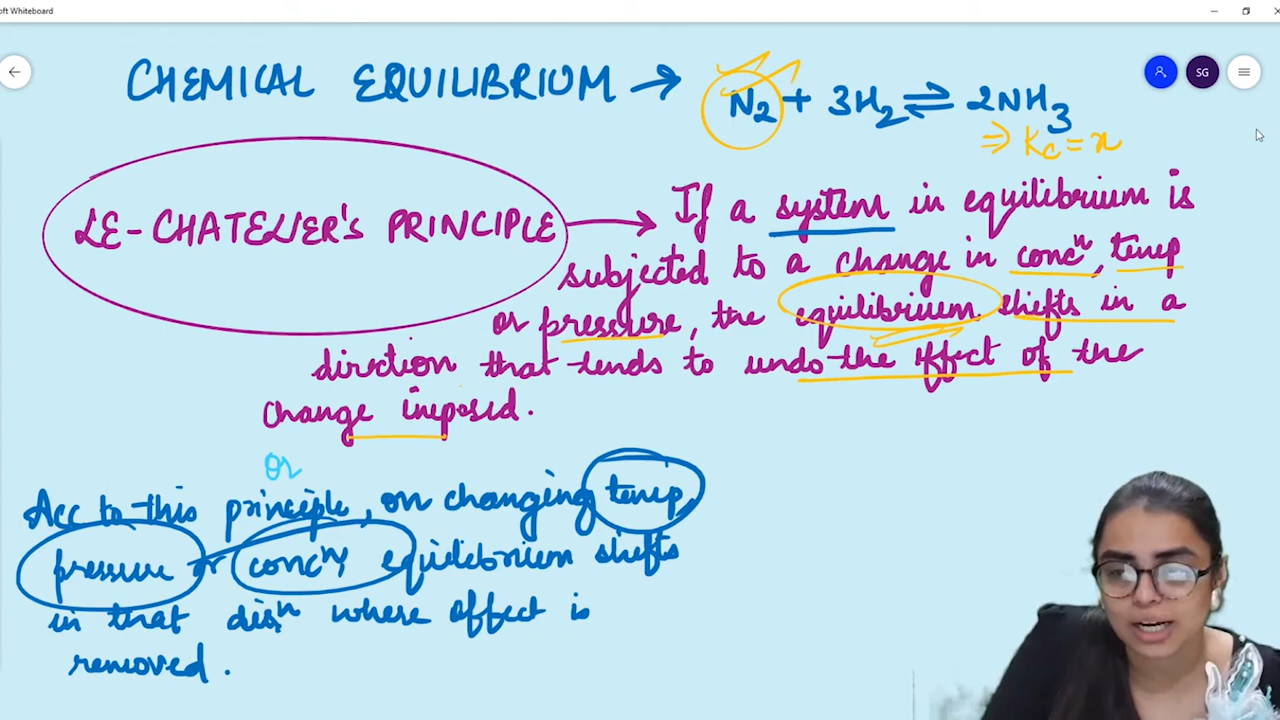 oft Whiteboard
CHEMICAL EQUILIBRIUM → N2 + 3H2 ⇌ 2NH3
⇒ Kc = x
SG
LE-CHATELIER'S PRINCIPLE → If a system in equilibrium is
subjected to a change in concⁿ, temp
or pressure, the equilibrium shifts in a
direction that tends to undo the effect of the
change imposed.
or
Acc to this principle, on changing temp,
pressure or concⁿ, equilibrium shifts
in that dirⁿ where effect is
removed.